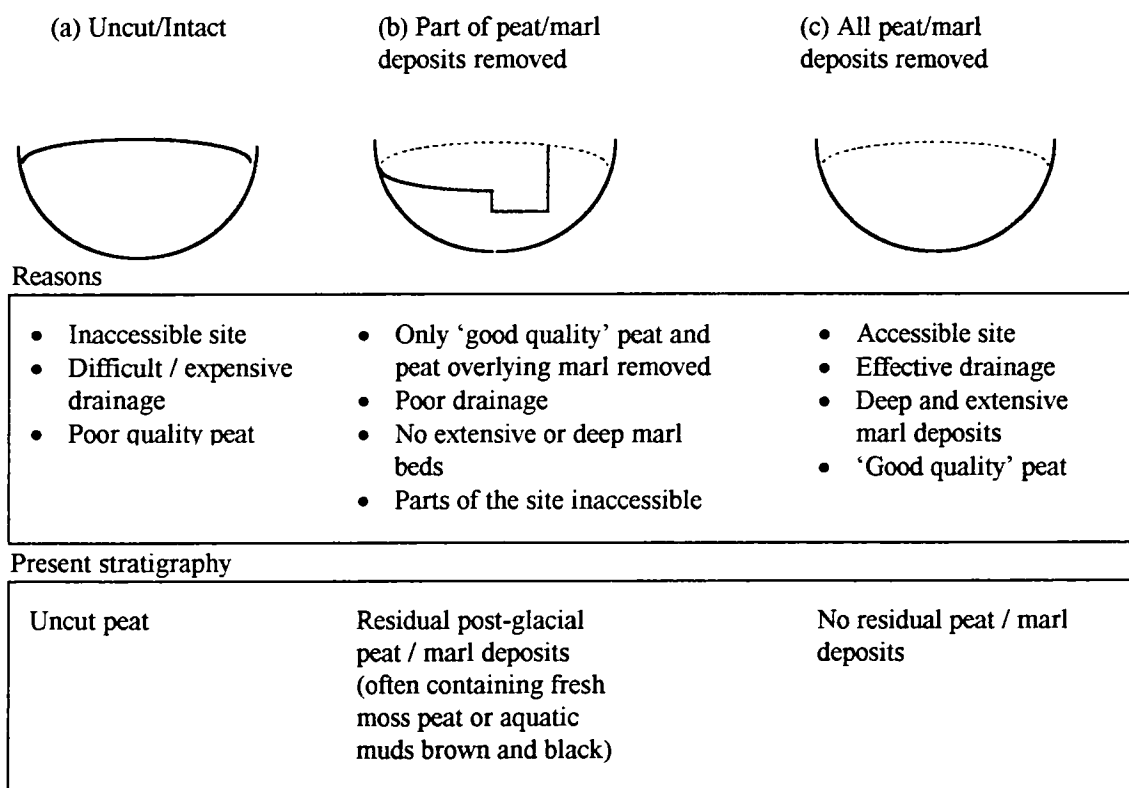 (a) Uncut/Intact
(b) Part of peat/marl
deposits removed
(c) All peat/marl
deposits removed
Reasons
• Inaccessible site
• Difficult / expensive
drainage
• Poor quality peat
• Only ‘good quality’ peat and
peat overlying marl removed
• Poor drainage
• No extensive or deep marl
beds
• Parts of the site inaccessible
• Accessible site
• Effective drainage
• Deep and extensive
marl deposits
• ‘Good quality’ peat
Present stratigraphy
Uncut peat
Residual post-glacial
peat / marl deposits
(often containing fresh
moss peat or aquatic
muds brown and black)
No residual peat / marl
deposits